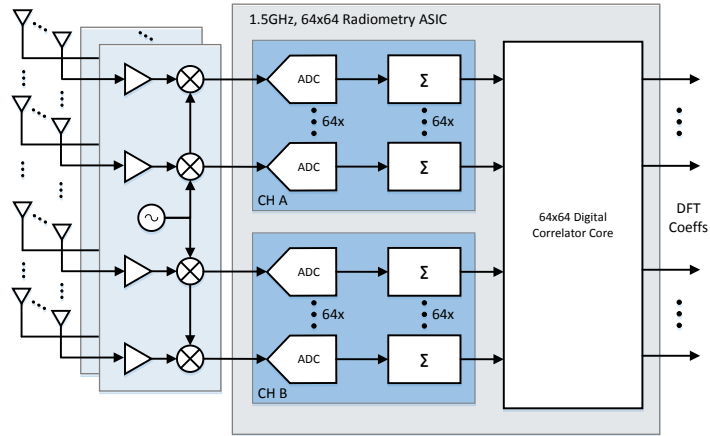 1.5GHz, 64x64 Radiometry ASIC
ADC
Σ
64x
64x
ADC
Σ
CH A
ADC
Σ
64x
64x
ADC
Σ
CH B
64x64 Digital
Correlator Core
DFT
Coeffs